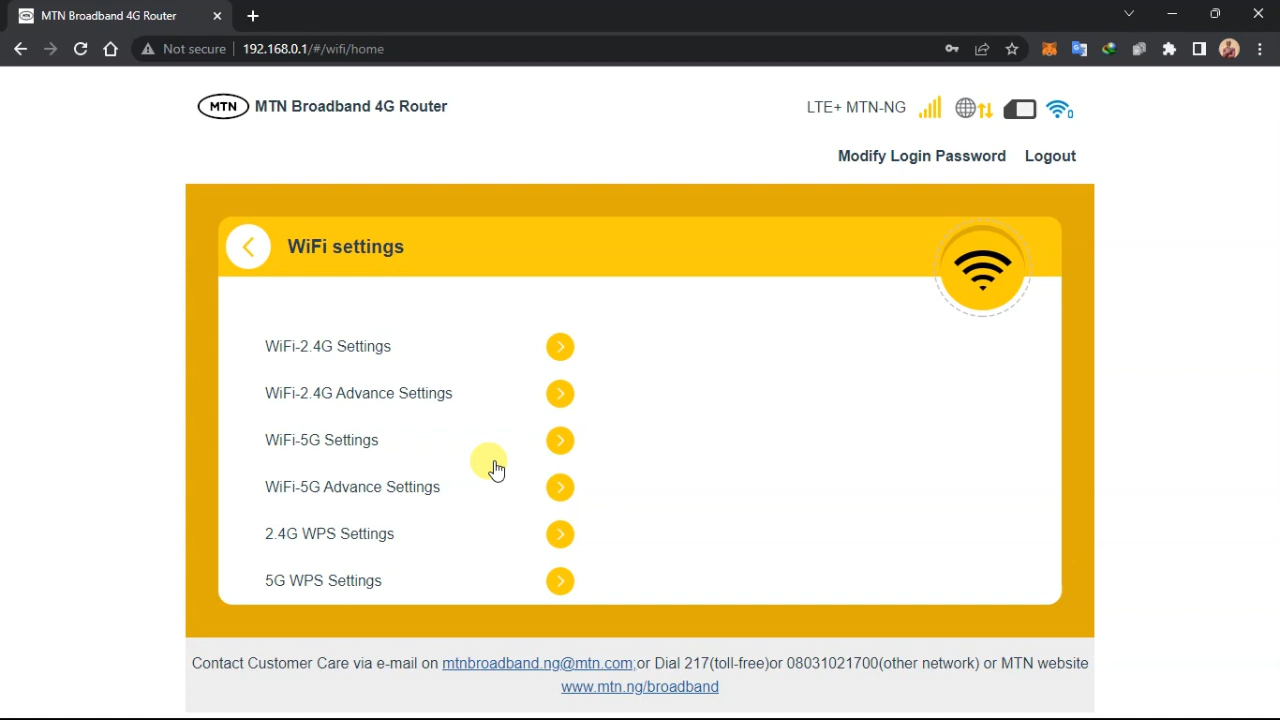 MTN Broadband 4G Router
Not secure 192.168.0.1/#/wifi/home
MTN MTN Broadband 4G Router
LTE+ MTN-NG 0
Modify Login Password Logout
WiFi settings
WiFi-2.4G Settings
WiFi-2.4G Advance Settings
WiFi-5G Settings
WiFi-5G Advance Settings
2.4G WPS Settings
5G WPS Settings
Contact Customer Care via e-mail on mtnbroadband.ng@mtn.com,or Dial 217(toll-free)or 08031021700(other network) or MTN website
www.mtn.ng/broadband